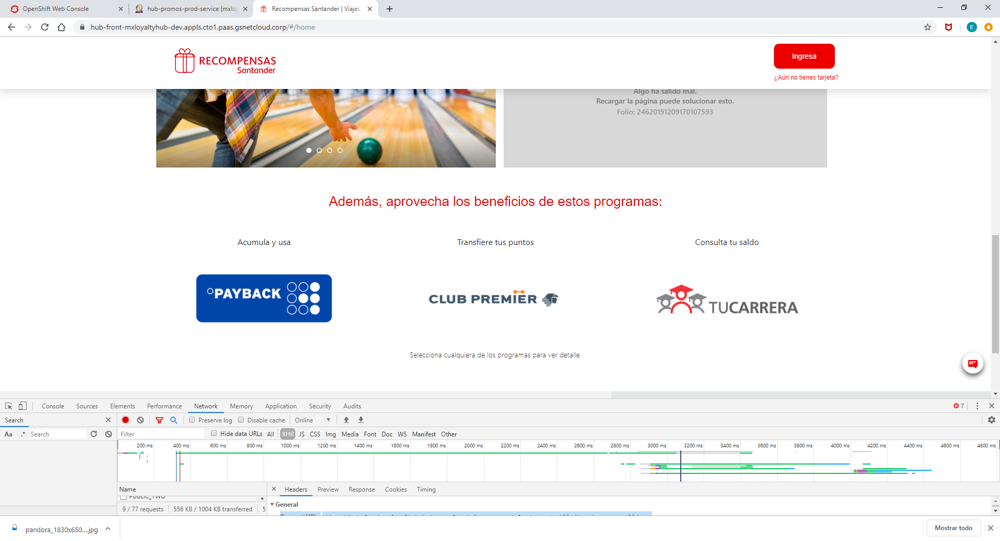 OpenShift Web Console
hub-promos-prod-service [mxloy
Recompensas Santander | Viajes,
hub-front-mxloyaltyhub-dev.appls.cto1.paas.gsnetcloud.corp/#/home
E
RECOMPENSAS
Santander
Ingresa
¿Aún no tienes tarjeta?
Algo ha salido mal.
Recargar la página puede solucionar esto.
Folio: 24620191209170107593
Además, aprovecha los beneficios de estos programas:
Acumula y usa
Transfiere tus puntos
Consulta tu saldo
PAYBACK
CLUB PREMIER
TUCARRERA
Selecciona cualquiera de los programas para ver detalle.
Console Sources Elements Performance Network Memory Application Security Audits
7
Search
Preserve log Disable cache Online
Aa .* Search
Filter Hide data URLs All XHR JS CSS Img Media Font Doc WS Manifest Other
200 ms 400 ms 600 ms 800 ms 1000 ms 1200 ms 1400 ms 1600 ms 1800 ms 2000 ms 2200 ms 2400 ms 2600 ms 2800 ms 3000 ms 3200 ms 3400 ms 3600 ms 3800 ms 4000 ms 4200 ms 4400 ms 4600 ms 4800 ms
Name
Headers Preview Response Cookies Timing
PUBLIC_TWO
General
9 / 77 requests 556 KB / 1004 KB transferred 5
pandora_1830x650....jpg
Mostrar todo